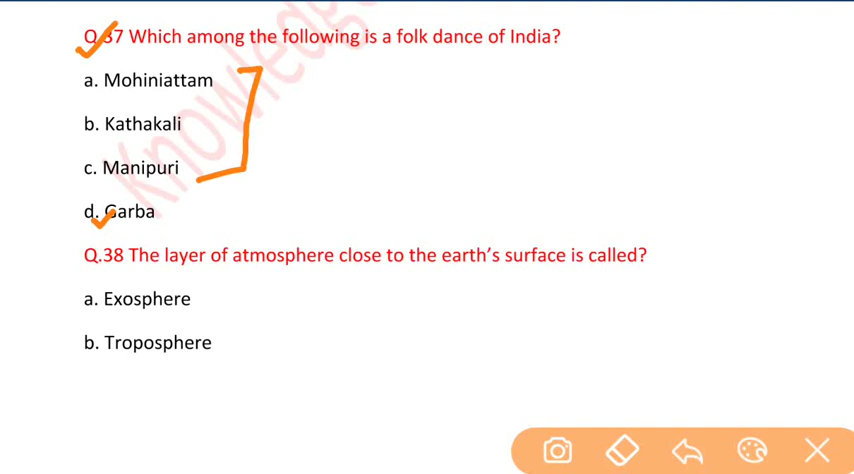 Q.37 Which among the following is a folk dance of India?
a. Mohiniattam
b. Kathakali
c. Manipuri
d. Garba
Q.38 The layer of atmosphere close to the earth’s surface is called?
a. Exosphere
b. Troposphere
Knowledge